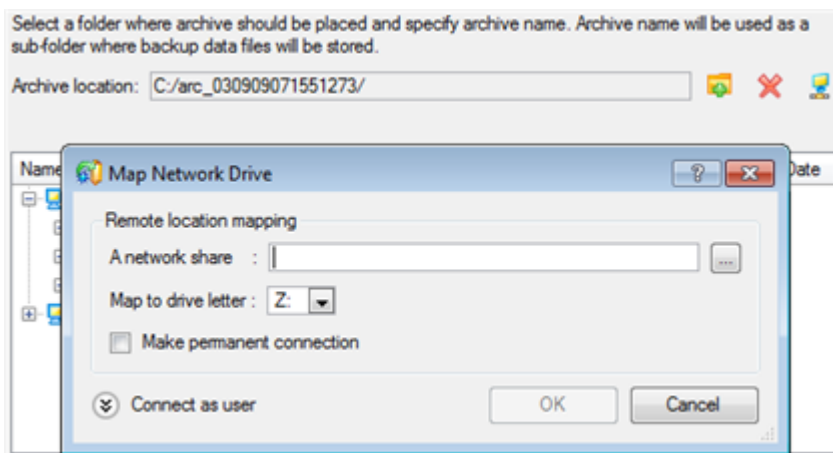 Select a folder where archive should be placed and specify archive name. Archive name will be used as a
sub-folder where backup data files will be stored.
Archive location: C:/arc_030909071551273/
Name
Date
Map Network Drive
Remote location mapping
A network share :
...
Map to drive letter : Z:
Make permanent connection
Connect as user
OK
Cancel